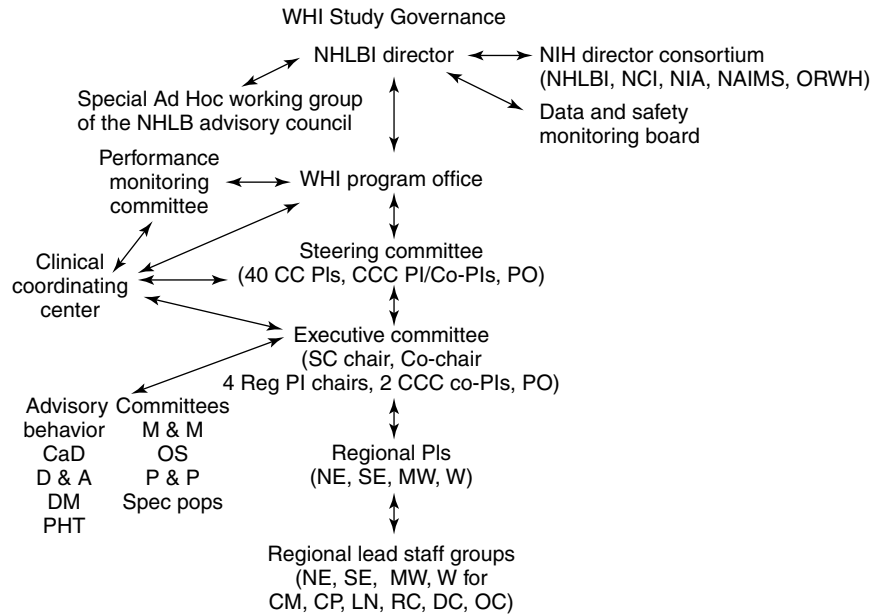 WHI Study Governance
NHLBI director
NIH director consortium
(NHLBI, NCI, NIA, NAIMS, ORWH)
Special Ad Hoc working group
of the NHLB advisory council
Data and safety
monitoring board
Performance
monitoring
committee
WHI program office
Clinical
coordinating
center
Steering committee
(40 CC PIs, CCC PI/Co-PIs, PO)
Executive committee
(SC chair, Co-chair
4 Reg PI chairs, 2 CCC co-PIs, PO)
Advisory Committees
behavior M & M
CaD OS
D & A P & P
DM Spec pops
PHT
Regional PIs
(NE, SE, MW, W)
Regional lead staff groups
(NE, SE, MW, W for
CM, CP, LN, RC, DC, OC)